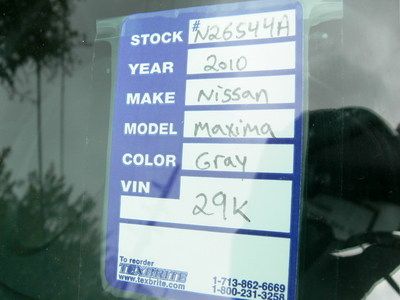 STOCK # N26544A
YEAR 2010
MAKE Nissan
MODEL Maxima
COLOR Gray
VIN
29K
To reorder
TEXBRITE
www.texbrite.com
1-713-862-6669
1-800-231-3258